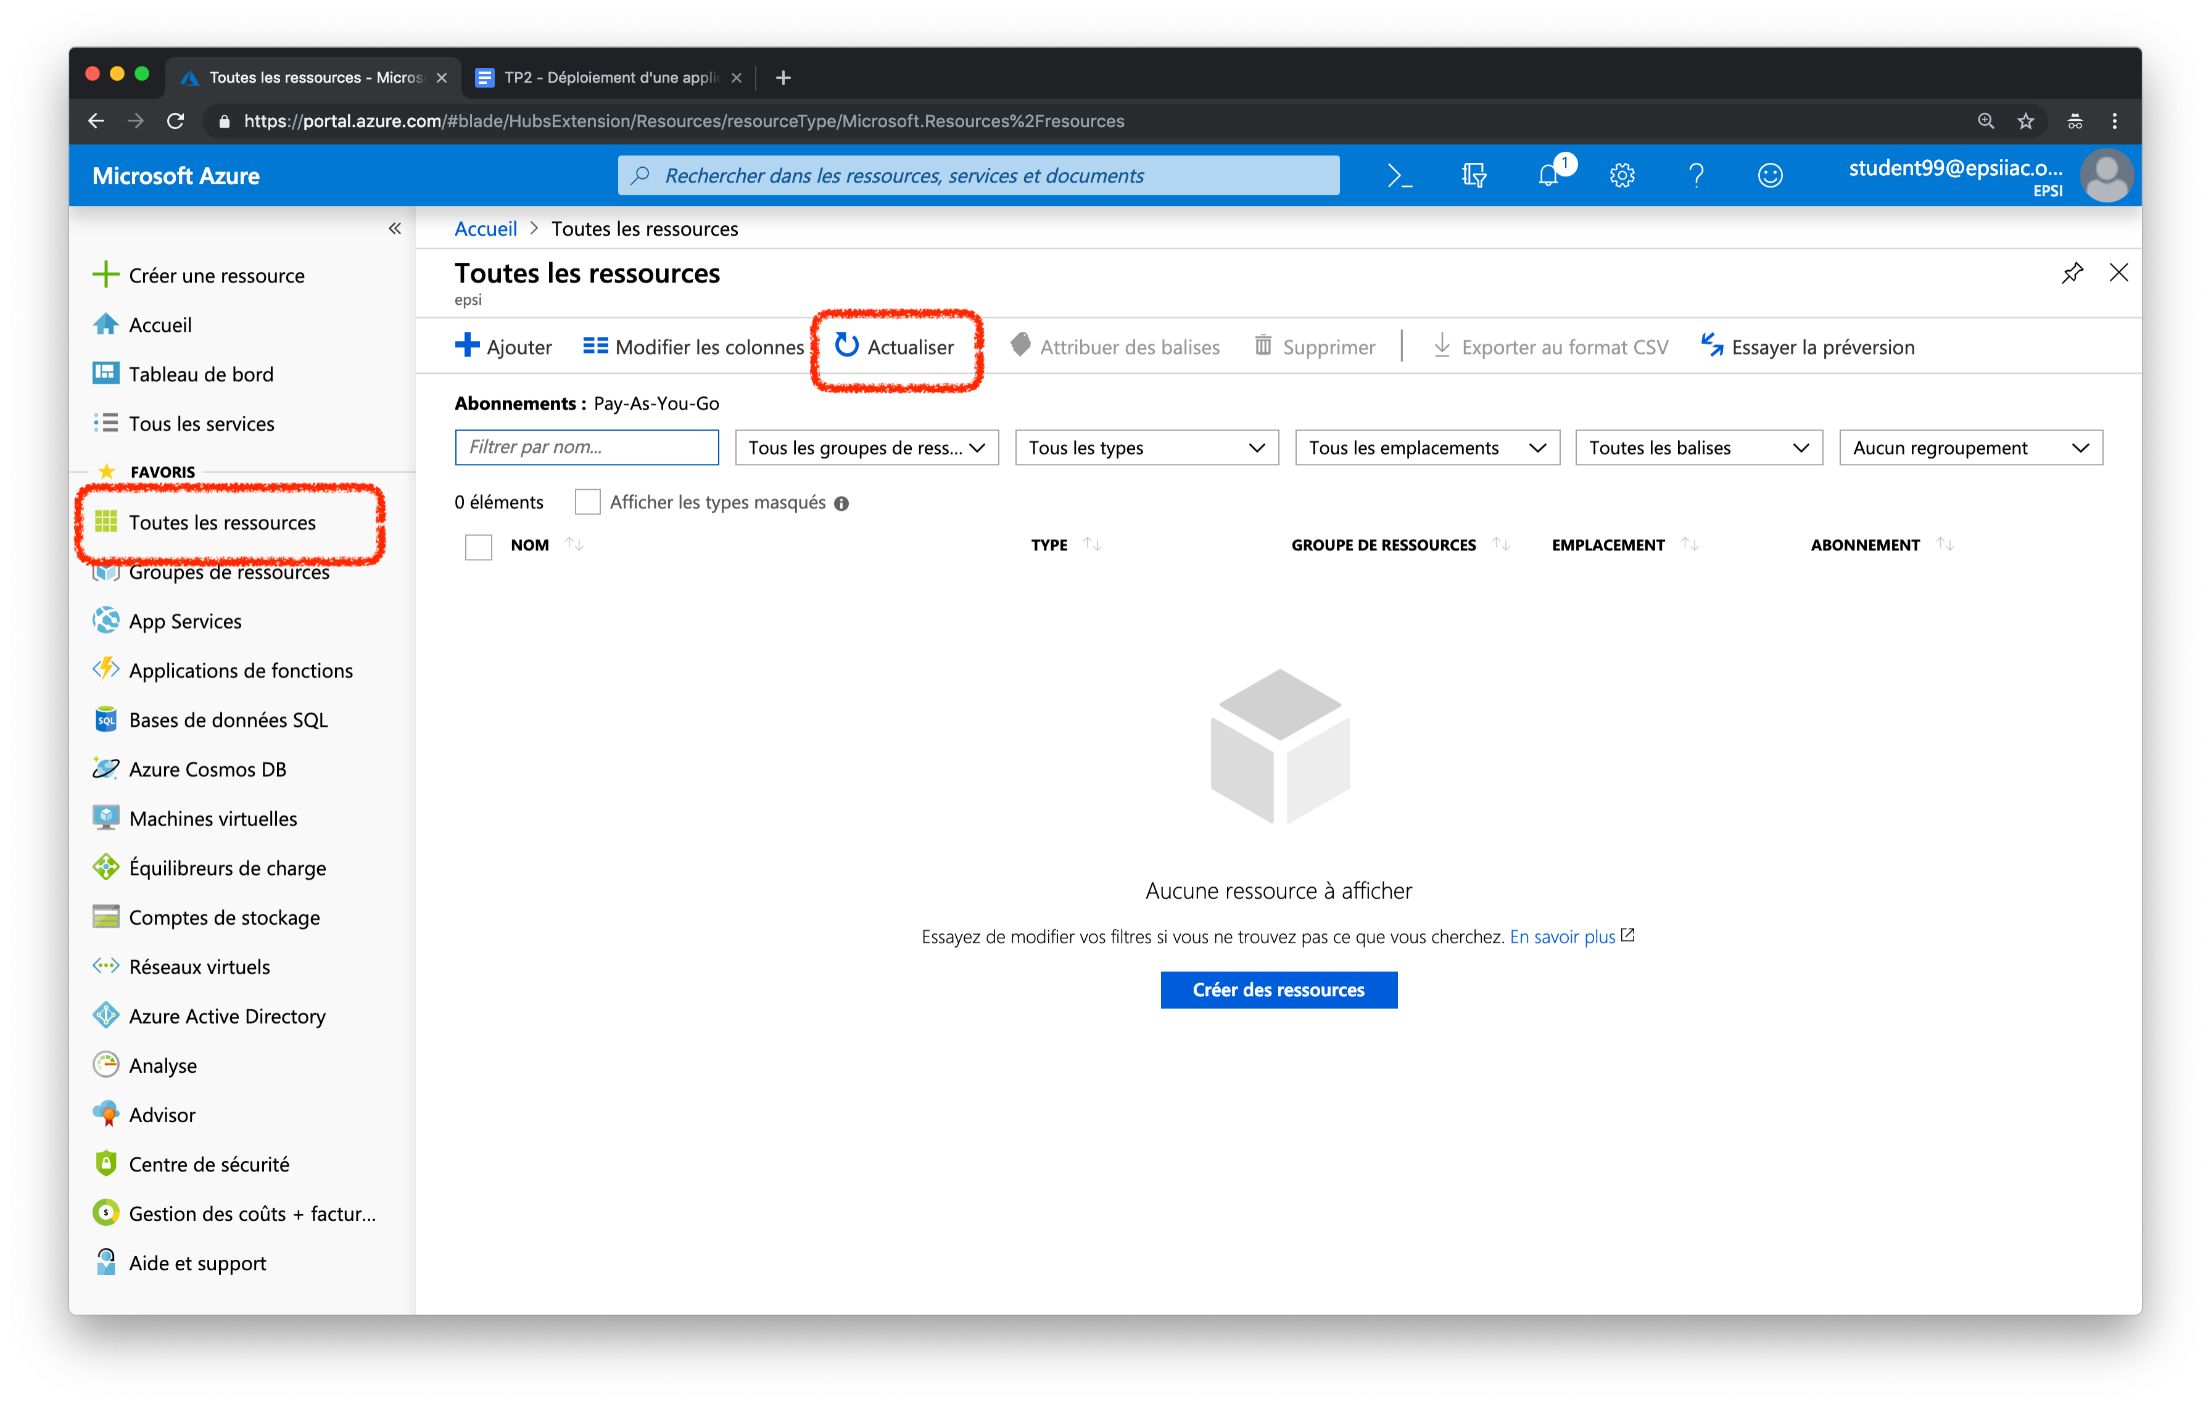 Toutes les ressources - Micros
TP2 - Déploiement d'une appli
https://portal.azure.com/#blade/HubsExtension/Resources/resourceType/Microsoft.Resources%2Fresources
Microsoft Azure
Rechercher dans les ressources, services et documents
1
student99@epsiiac.o...
EPSI
Accueil > Toutes les ressources
Toutes les ressources
epsi
Ajouter Modifier les colonnes Actualiser Attribuer des balises Supprimer Exporter au format CSV Essayer la préversion
Abonnements : Pay-As-You-Go
Filtrer par nom... Tous les groupes de ress... Tous les types Tous les emplacements Toutes les balises Aucun regroupement
0 éléments Afficher les types masqués
NOM TYPE GROUPE DE RESSOURCES EMPLACEMENT ABONNEMENT
Aucune ressource à afficher
Essayez de modifier vos filtres si vous ne trouvez pas ce que vous cherchez. En savoir plus
Créer des ressources
Créer une ressource
Accueil
Tableau de bord
Tous les services
FAVORIS
Toutes les ressources
Groupes de ressources
App Services
Applications de fonctions
SQL
Bases de données SQL
Azure Cosmos DB
Machines virtuelles
Équilibreurs de charge
Comptes de stockage
Réseaux virtuels
Azure Active Directory
Analyse
Advisor
Centre de sécurité
Gestion des coûts + factur...
Aide et support